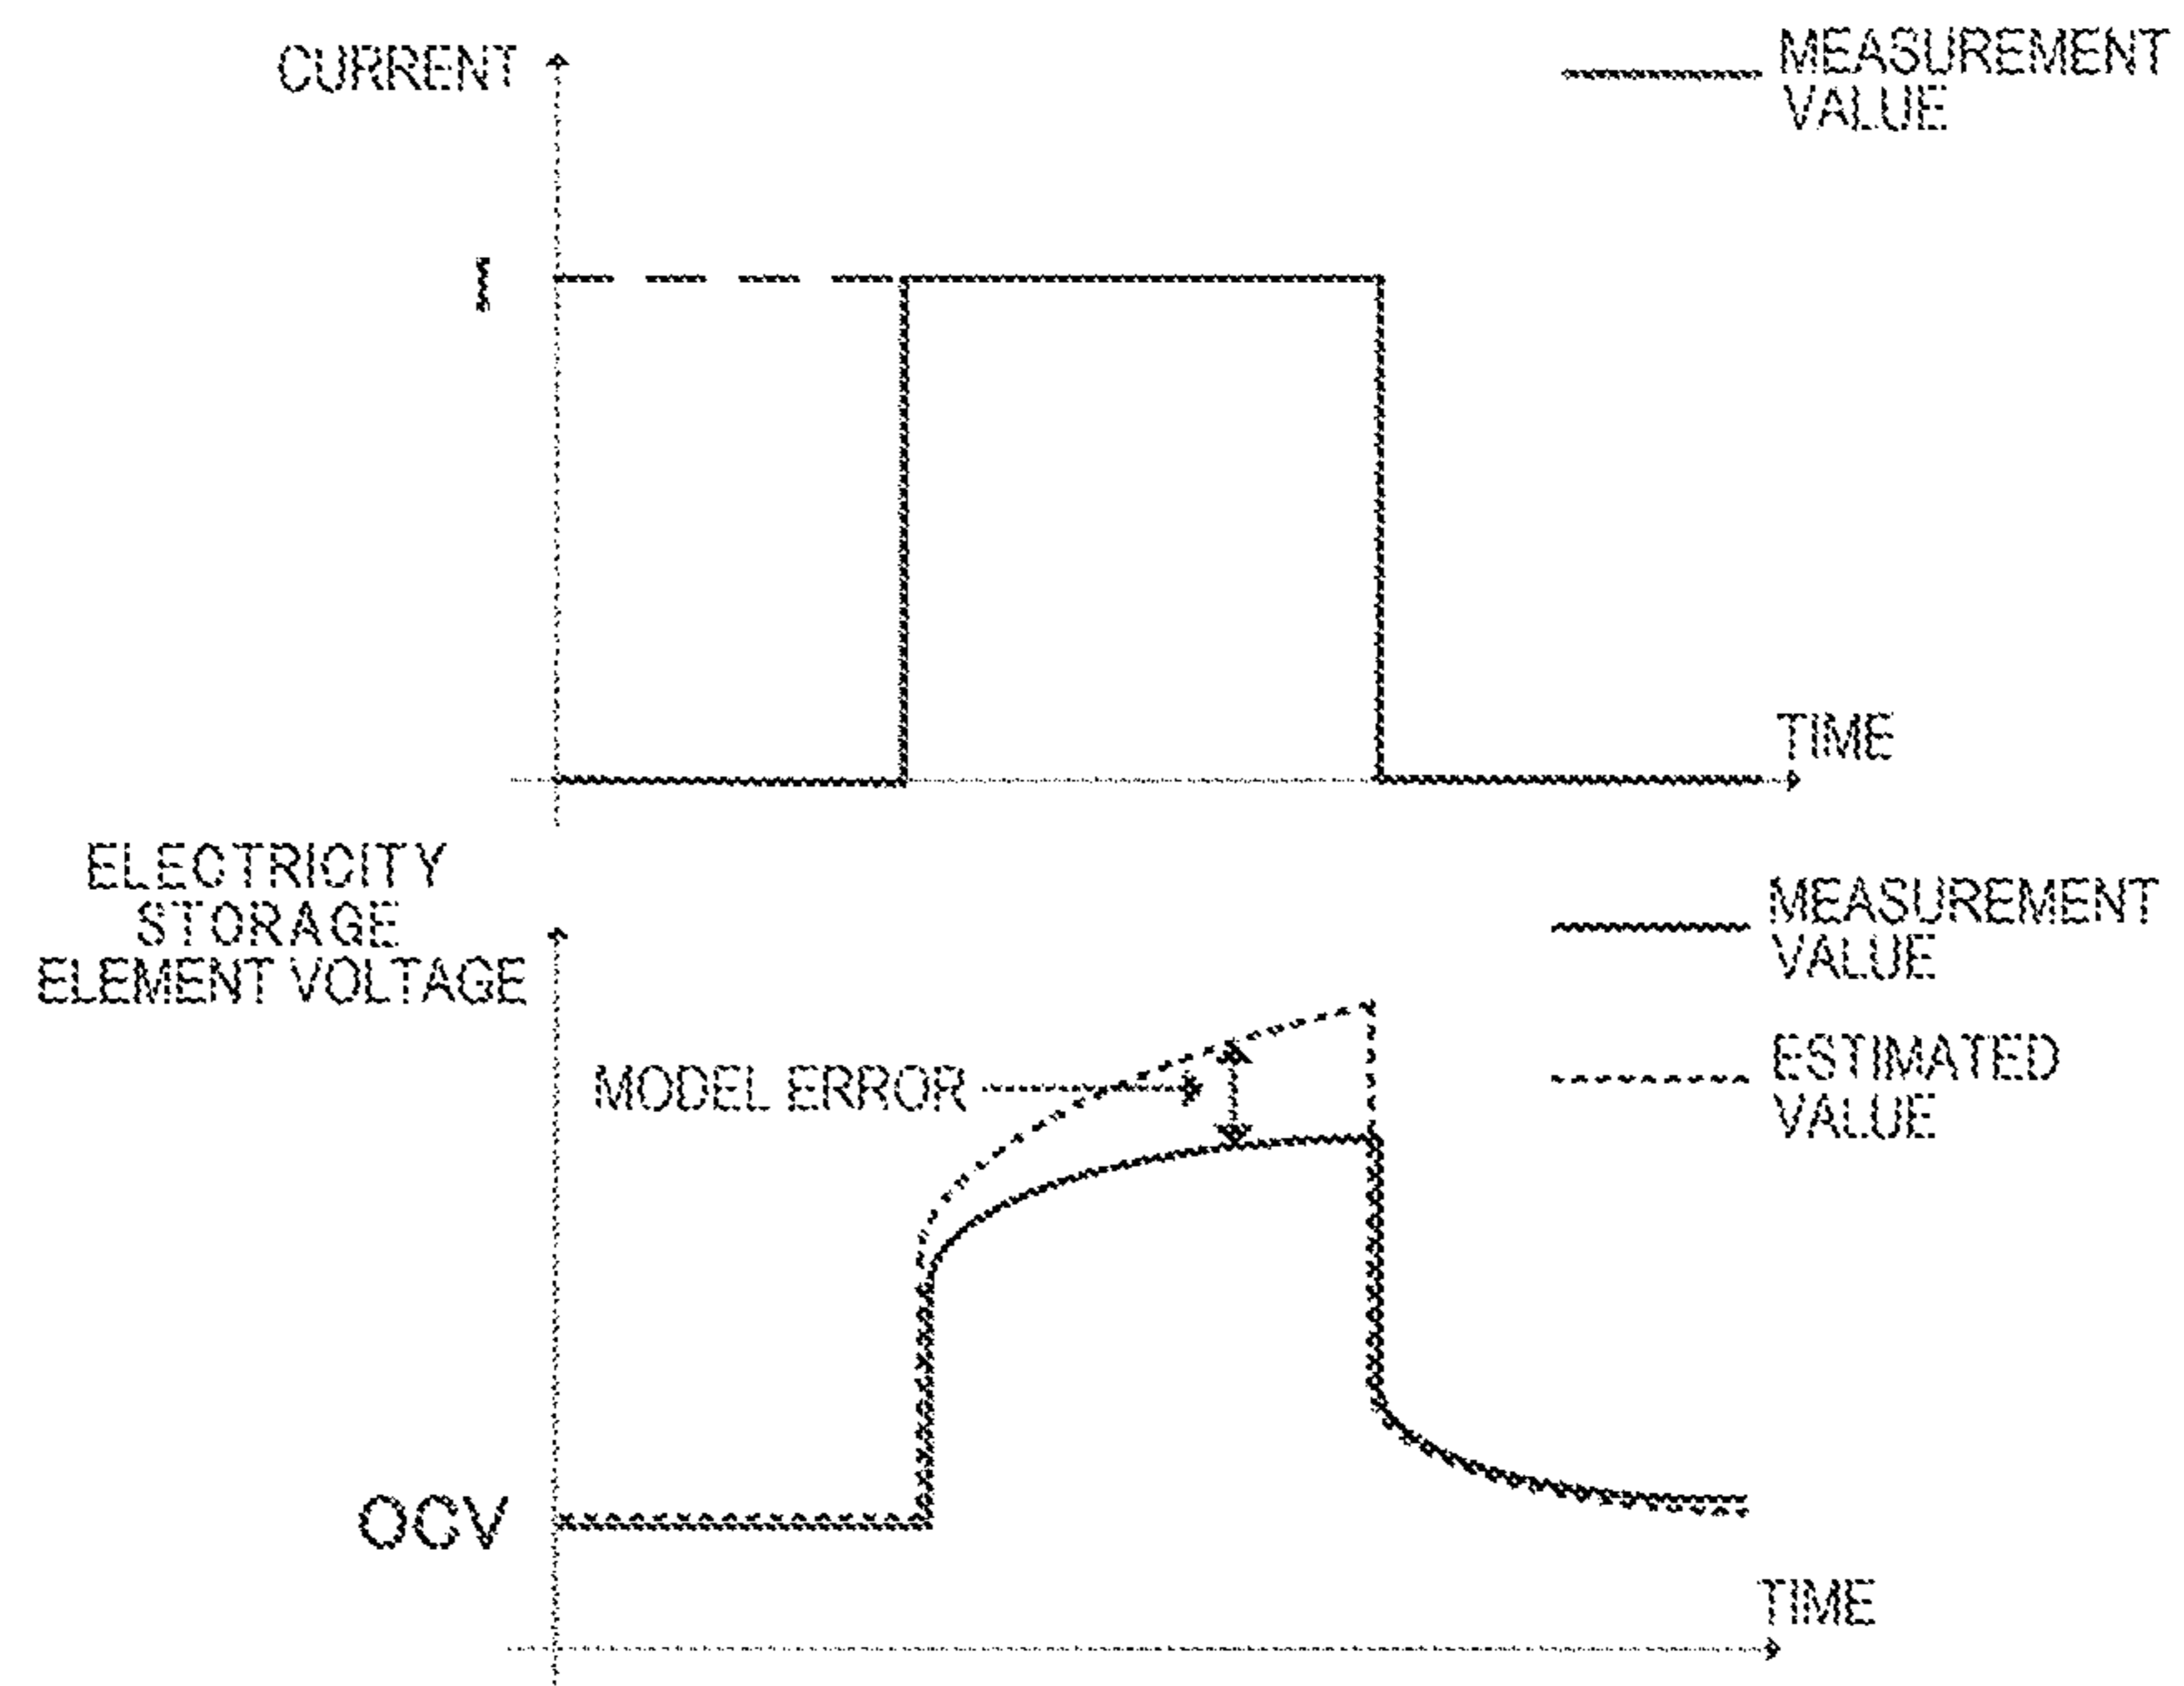 CURRENT
MEASUREMENT
VALUE
I
TIME
ELECTRICITY
STORAGE
ELEMENT VOLTAGE
MEASUREMENT
VALUE
MODEL ERROR
ESTIMATED
VALUE
OCV
TIME